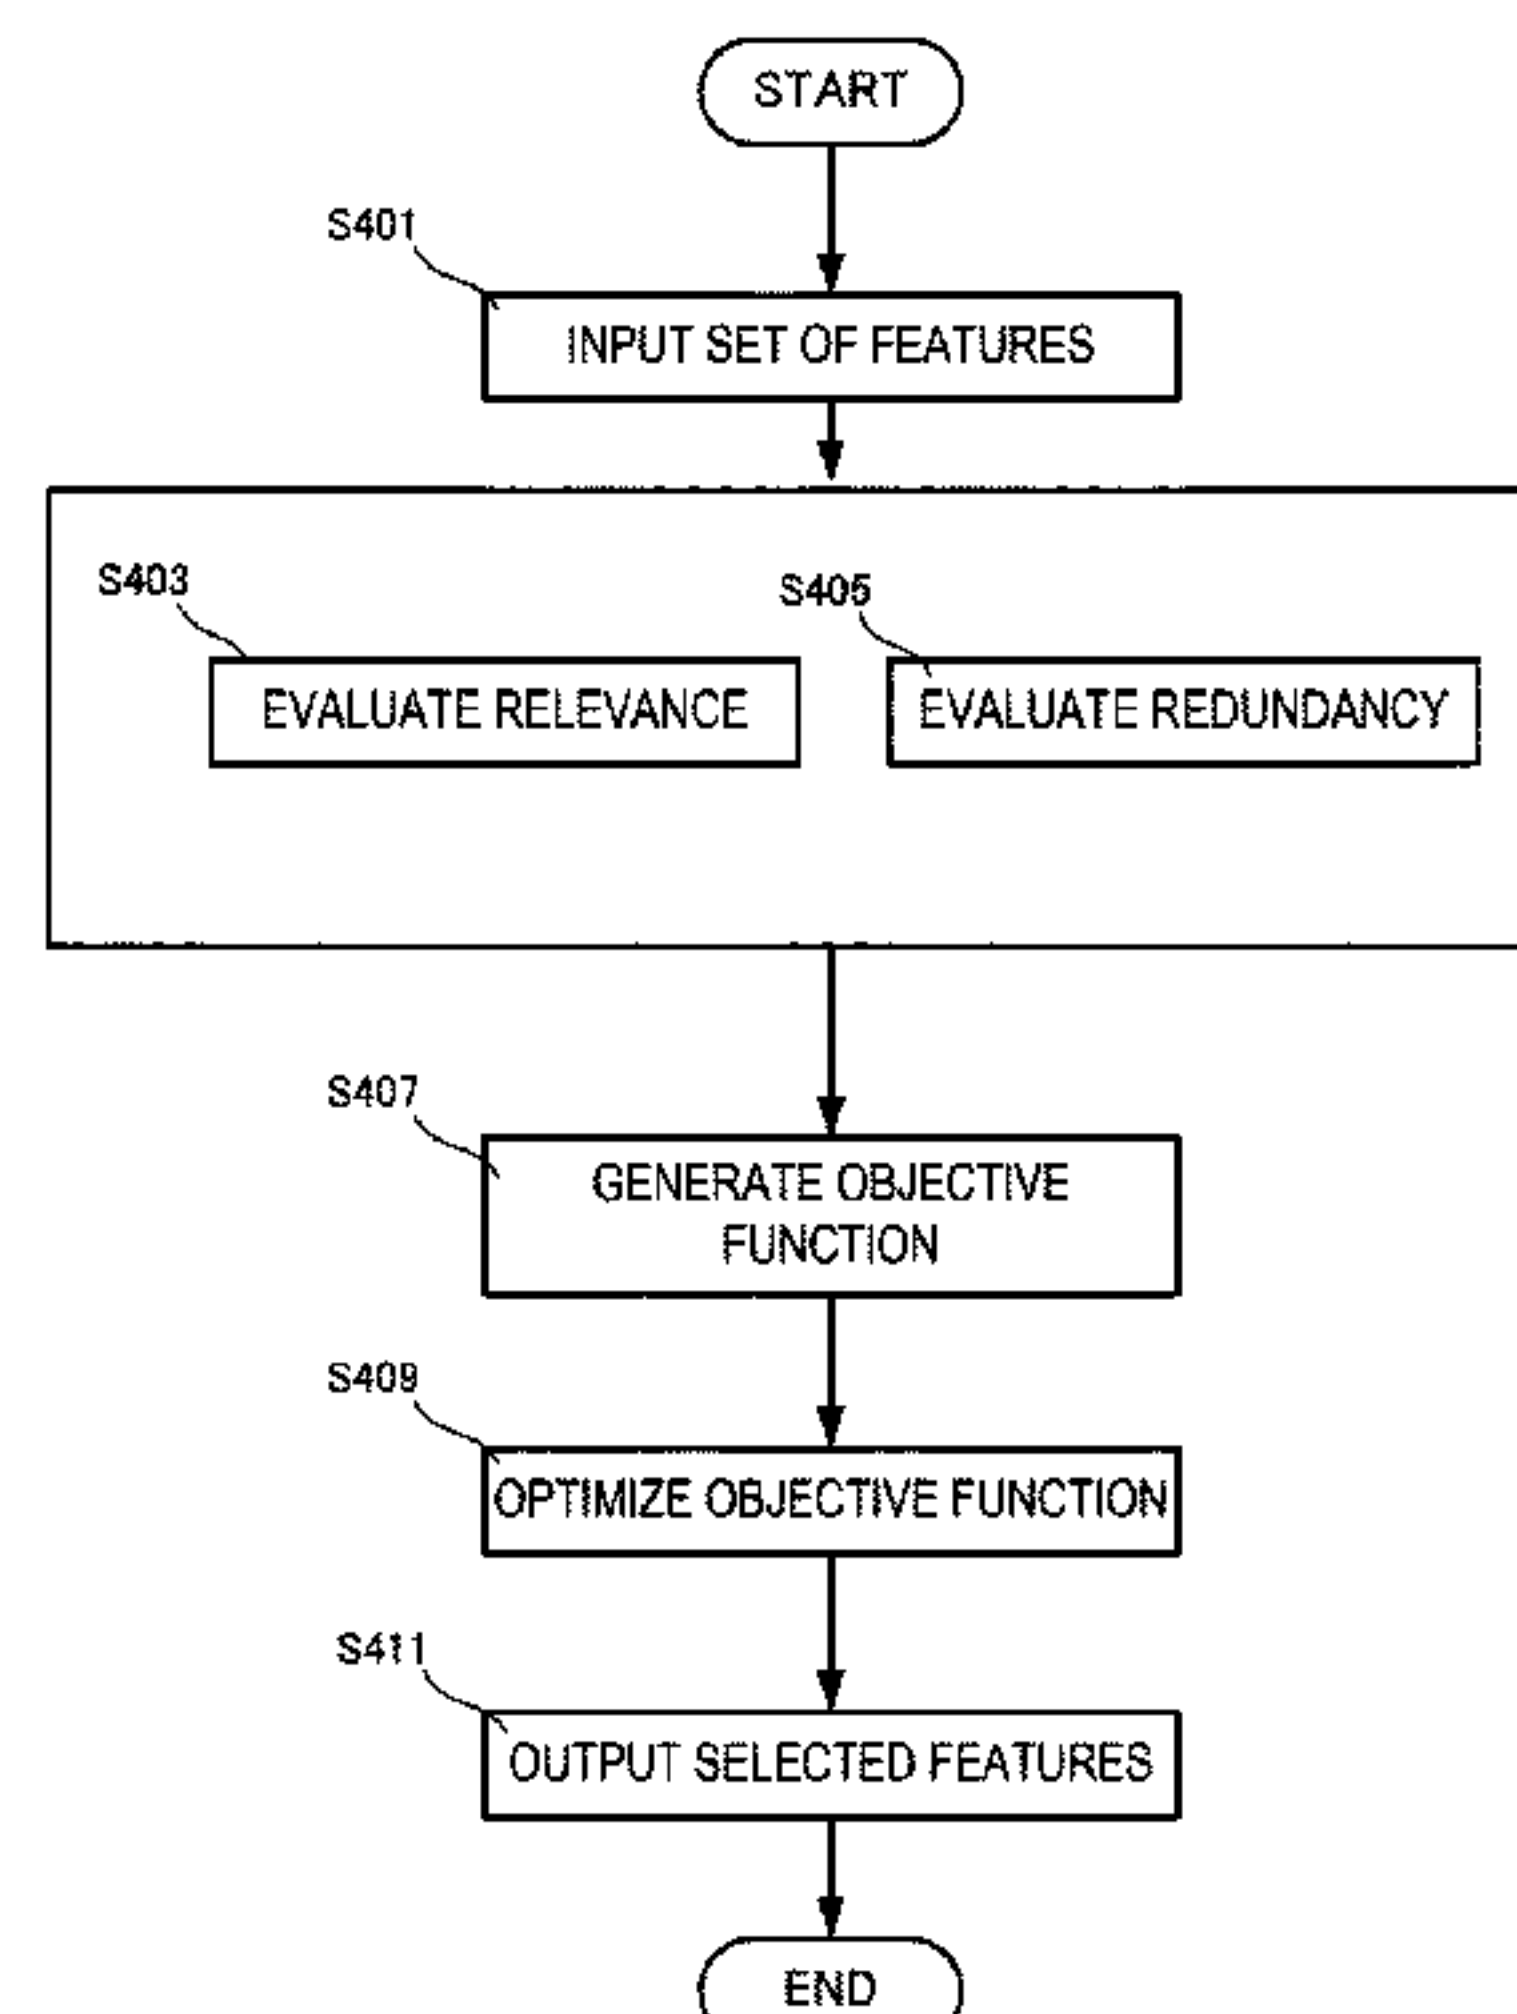 START
S401
INPUT SET OF FEATURES
S403
S405
EVALUATE RELEVANCE
EVALUATE REDUNDANCY
S407
GENERATE OBJECTIVE
FUNCTION
S409
OPTIMIZE OBJECTIVE FUNCTION
S411
OUTPUT SELECTED FEATURES
END